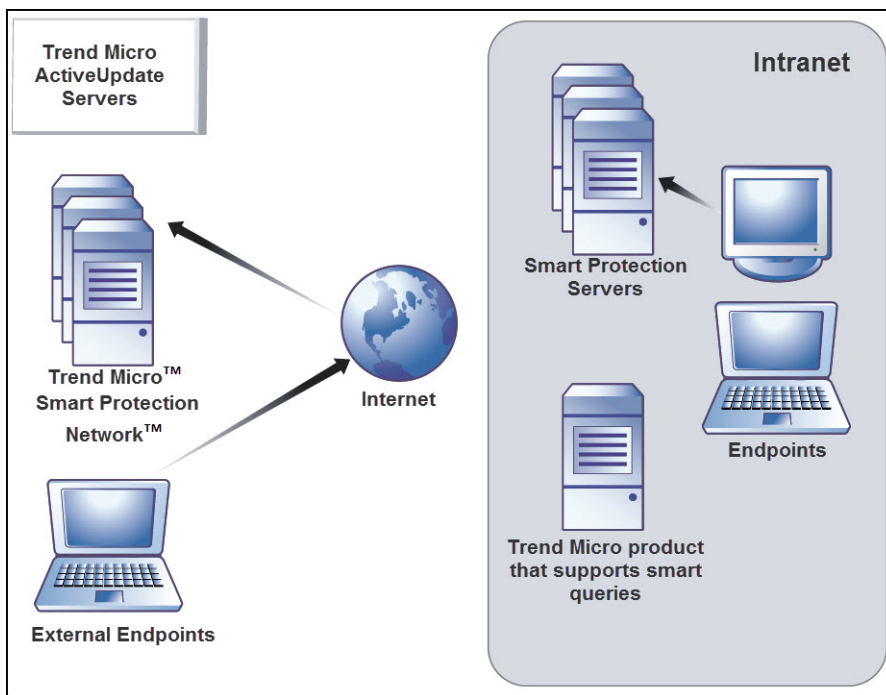 Trend Micro
ActiveUpdate
Servers
Intranet
Smart Protection
Servers
Trend Micro™
Smart Protection
Network™
Internet
Endpoints
Trend Micro product
that supports smart
queries
External Endpoints